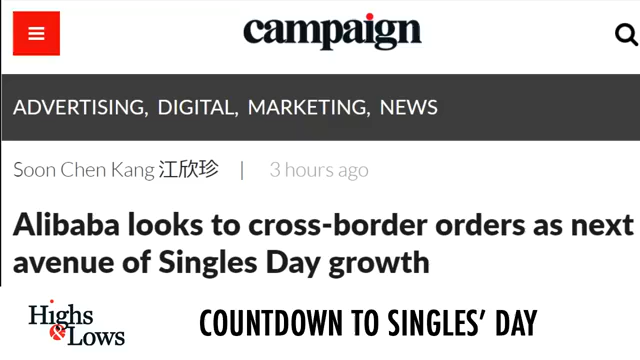 campaign
ADVERTISING, DIGITAL, MARKETING, NEWS
Soon Chen Kang 江欣珍 | 3 hours ago
Alibaba looks to cross-border orders as next
avenue of Singles Day growth
Highs
&Lows
COUNTDOWN TO SINGLES’ DAY